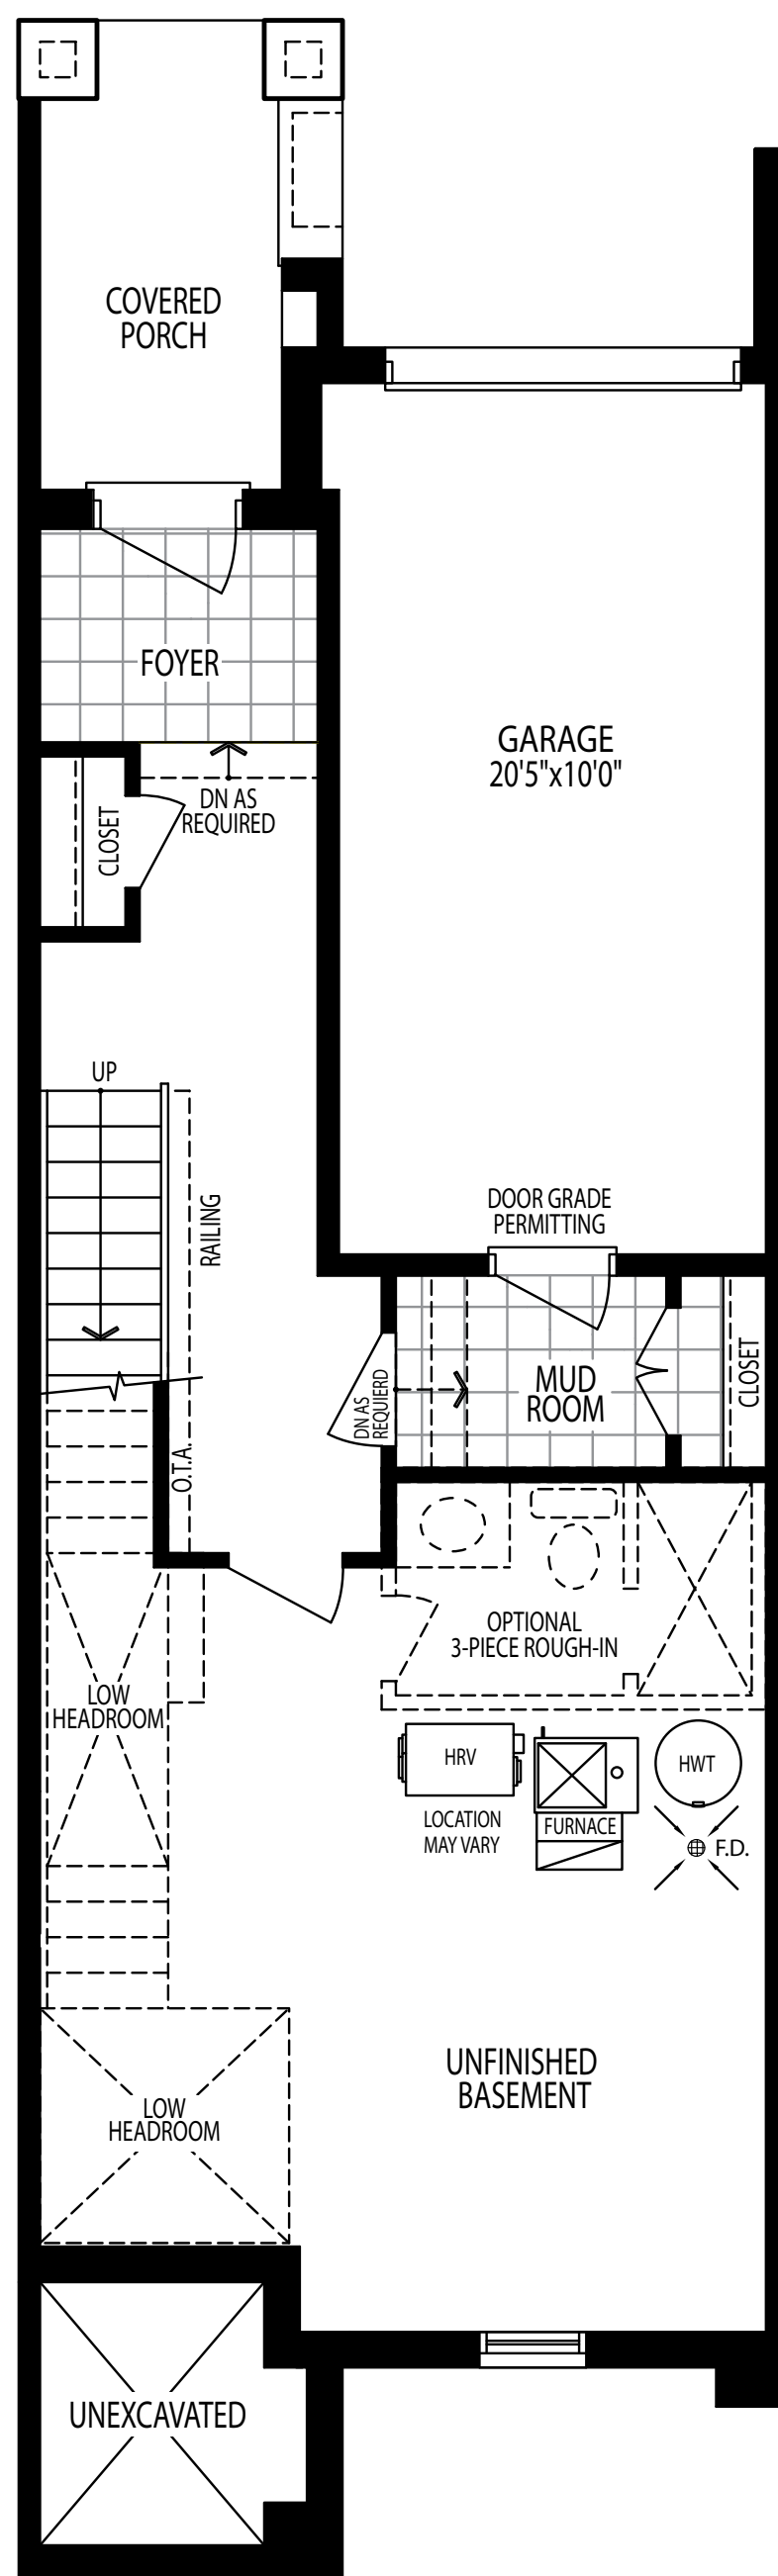 COVERED
PORCH
FOYER
GARAGE
20'5"x10'0"
DN AS
REQUIRED
CLOSET
UP
RAILING
DOOR GRADE
PERMITTING
DN AS
REQUIERD
MUD
ROOM
CLOSET
O.T.A.
OPTIONAL
3-PIECE ROUGH-IN
LOW
HEADROOM
HRV
LOCATION
MAY VARY
FURNACE
HWT
F.D.
UNFINISHED
BASEMENT
LOW
HEADROOM
UNEXCAVATED